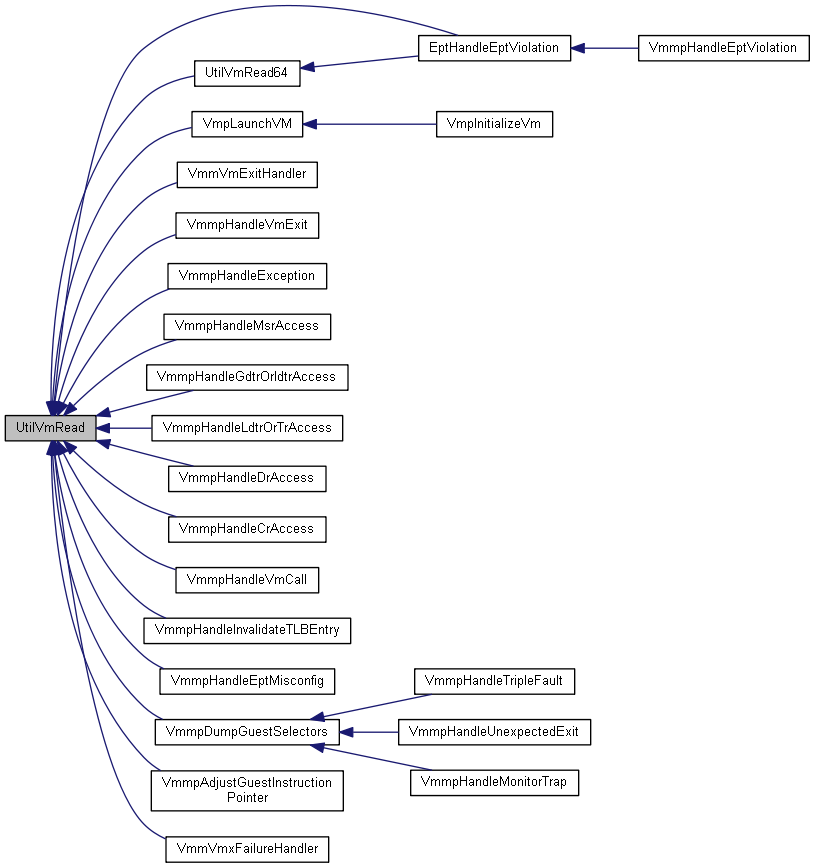 EptHandleEptViolation
VmmpHandleEptViolation
UtilVmRead64
VmpLaunchVM
VmpInitializeVm
VmmVmExitHandler
VmmpHandleVmExit
VmmpHandleException
VmmpHandleMsrAccess
VmmpHandleGdtrOrIdtrAccess
UtilVmRead
VmmpHandleLdtrOrTrAccess
VmmpHandleDrAccess
VmmpHandleCrAccess
VmmpHandleVmCall
VmmpHandleInvalidateTLBEntry
VmmpHandleEptMisconfig
VmmpHandleTripleFault
VmmpDumpGuestSelectors
VmmpHandleUnexpectedExit
VmmpHandleMonitorTrap
VmmpAdjustGuestInstruction
Pointer
VmmVmxFailureHandler